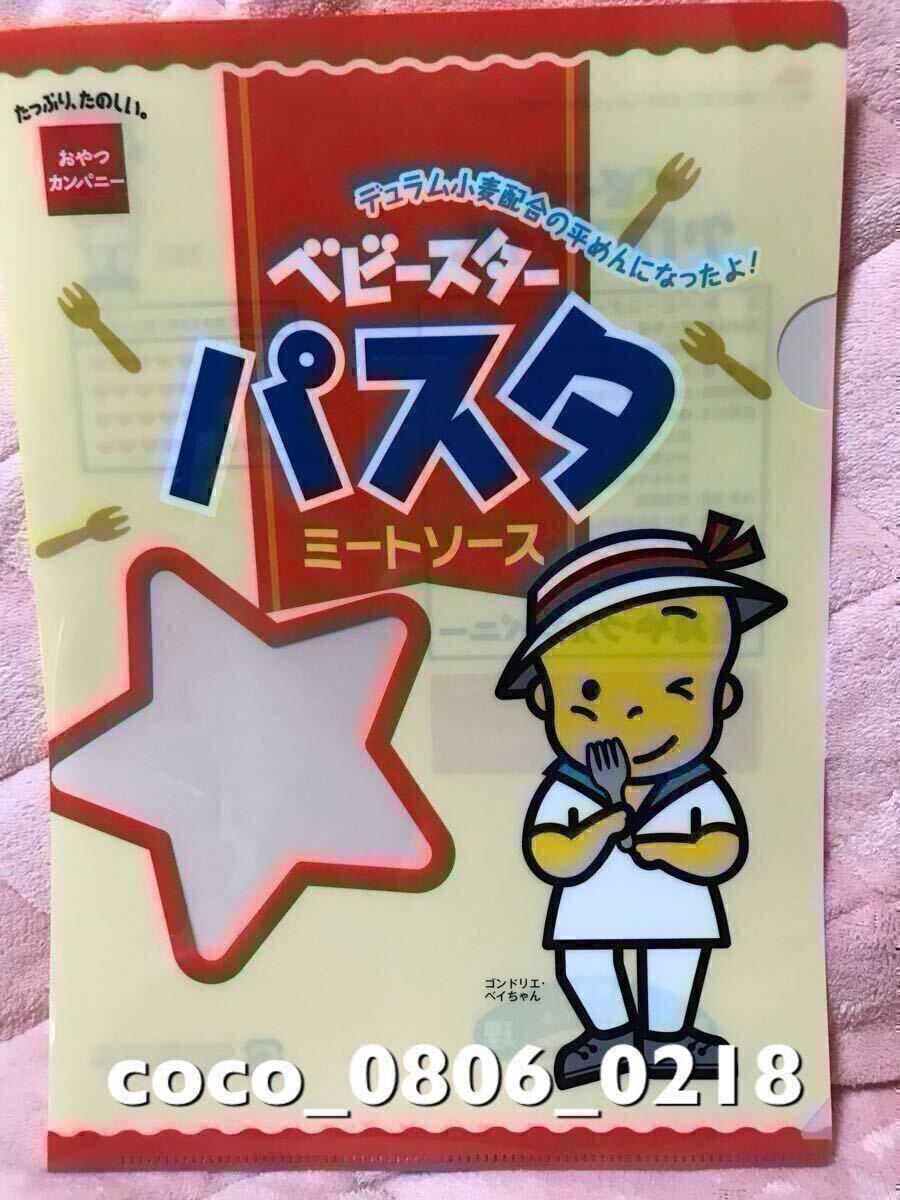 たっぷり、たのしい。
おやつ
カンパニー
デュラム小麦配合の平めんになったよ!
ベビースター
パスタ
ミートソース
ゴンドリエ・
ベイちゃん
coco_0806_0218